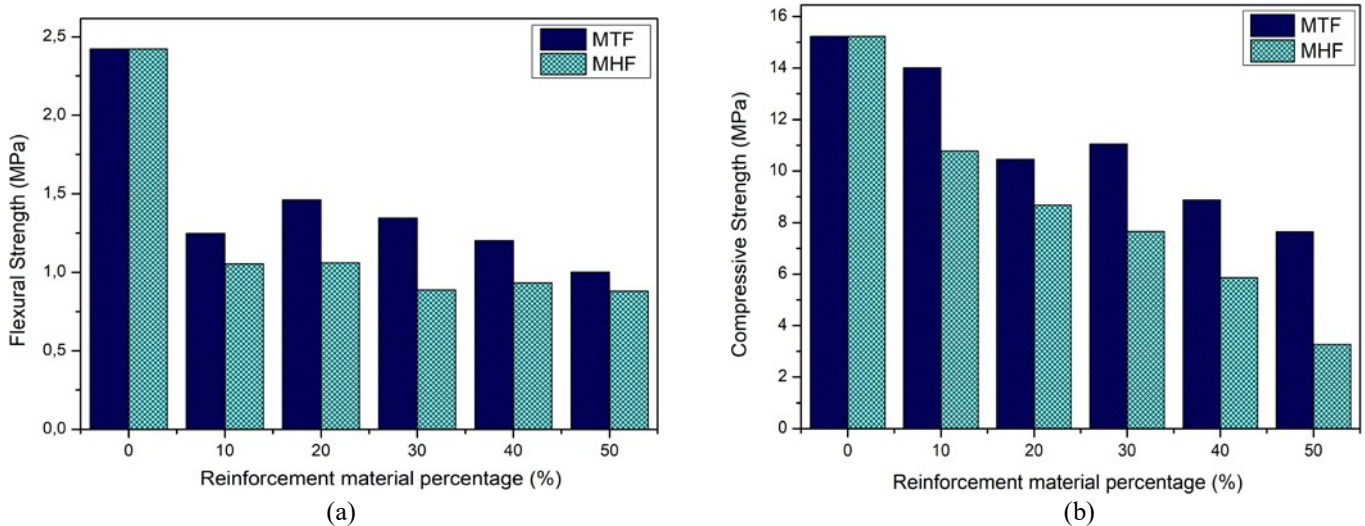 2,5
2,0
1,5
1,0
0,5
0,0
Flexural Strength (MPa)
MTF
MHF
0 10 20 30 40 50
Reinforcement material percentage (%)
(a)
16
14
12
10
8
6
4
2
0
Compressive Strength (MPa)
MTF
MHF
0 10 20 30 40 50
Reinforcement material percentage (%)
(b)